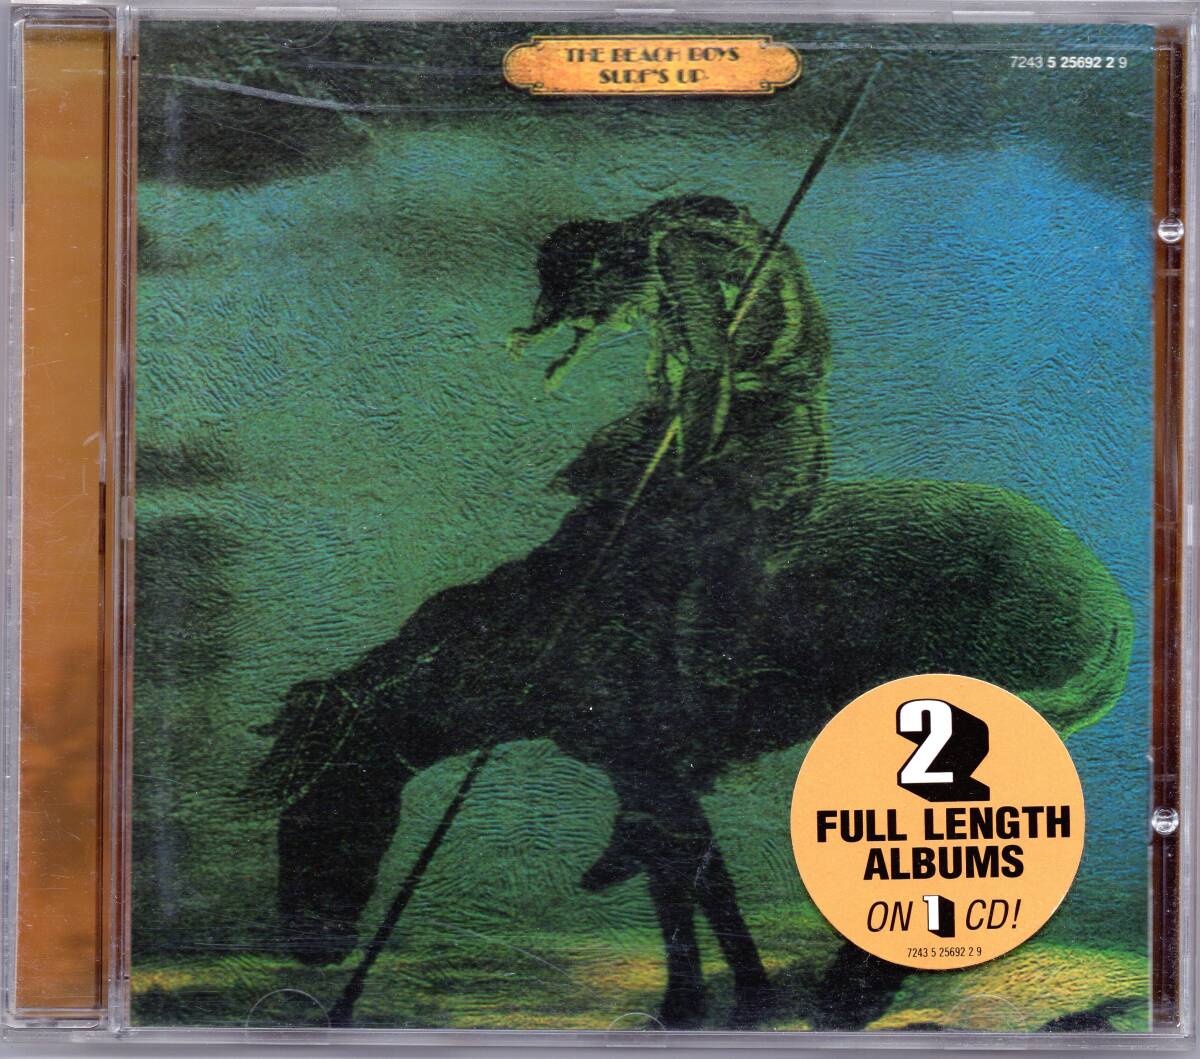 THE BEACH BOYS
SURF'S UP
7243 5 25692 2 9
2
FULL LENGTH
ALBUMS
ON 1 CD!
7243 5 25692 2 9